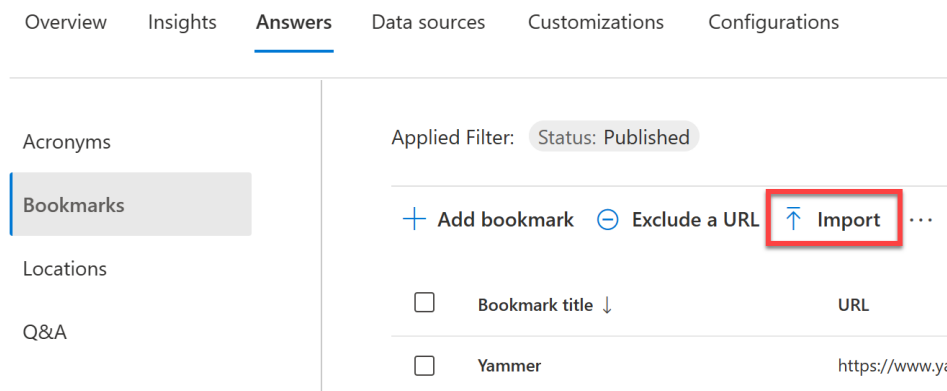 Overview Insights Answers Data sources Customizations Configurations
Acronyms
Bookmarks
Locations
Q&A
Applied Filter: Status: Published
Add bookmark Exclude a URL Import ...
Bookmark title ↓ URL
Yammer https://www.ya